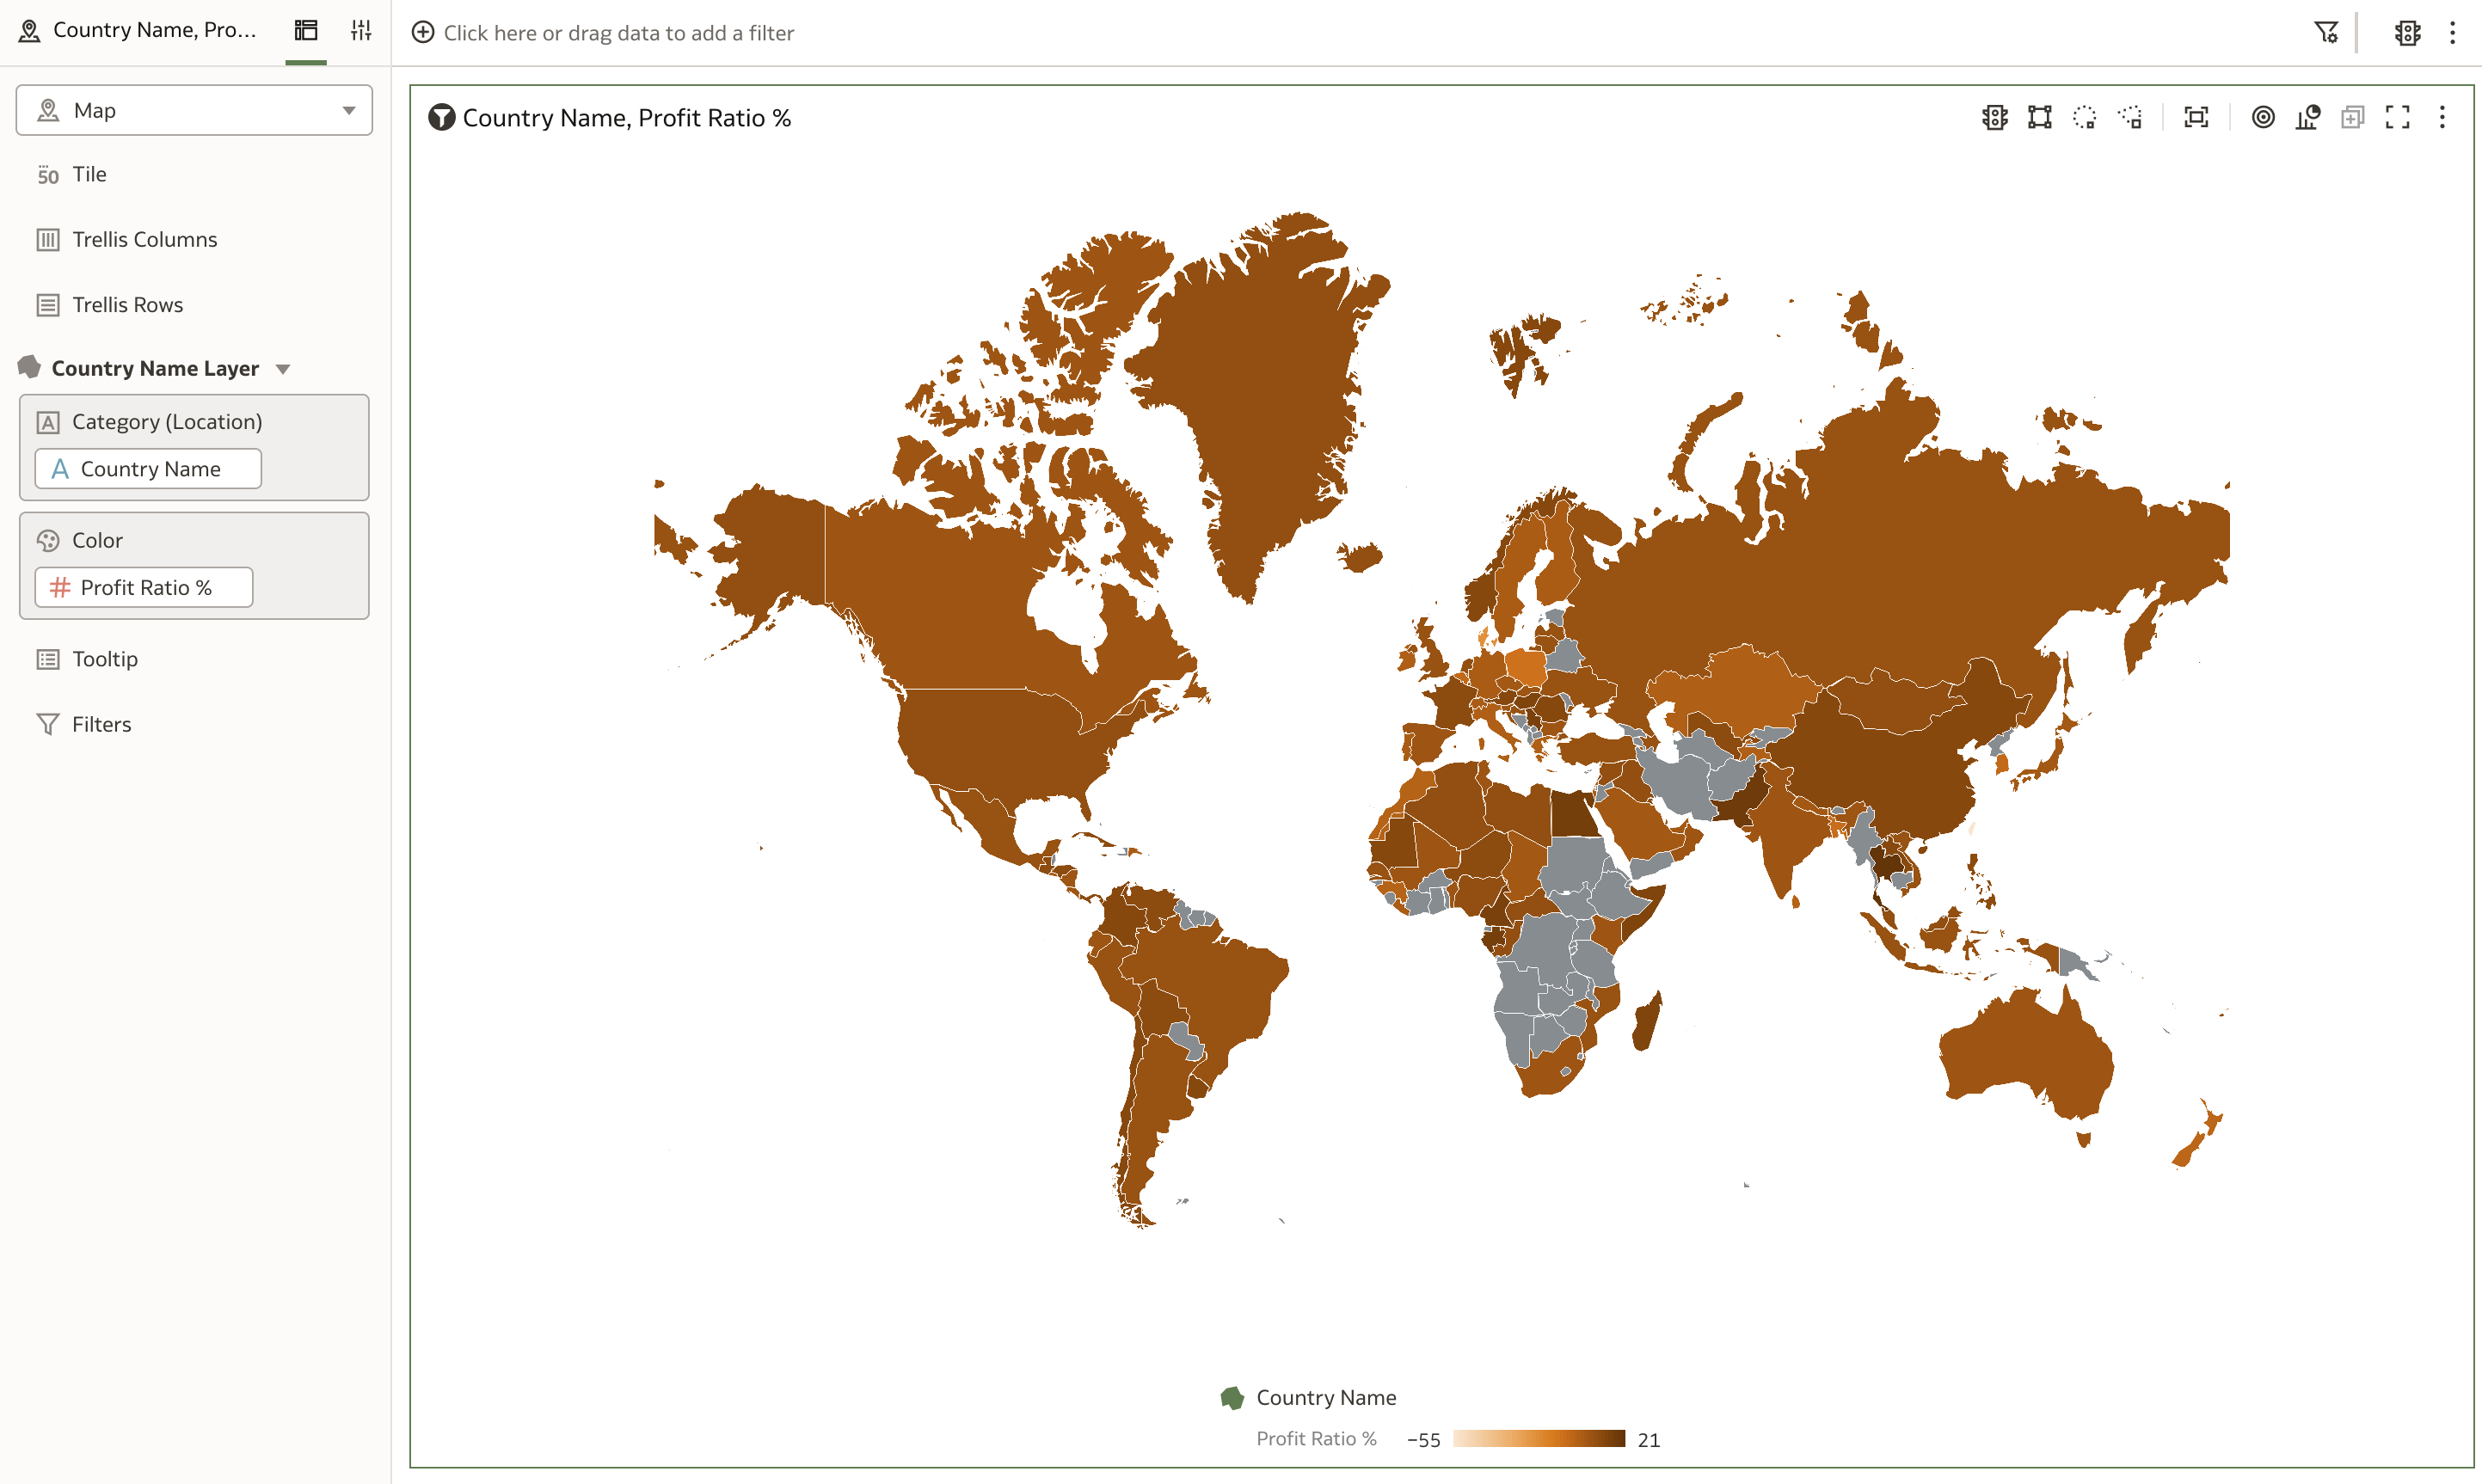 Country Name, Pro...
Click here or drag data to add a filter
Map
50 Tile
Trellis Columns
Trellis Rows
Country Name Layer
A Category (Location)
A Country Name
Color
# Profit Ratio %
Tooltip
Filters
Country Name, Profit Ratio %
Country Name
Profit Ratio % −55 21